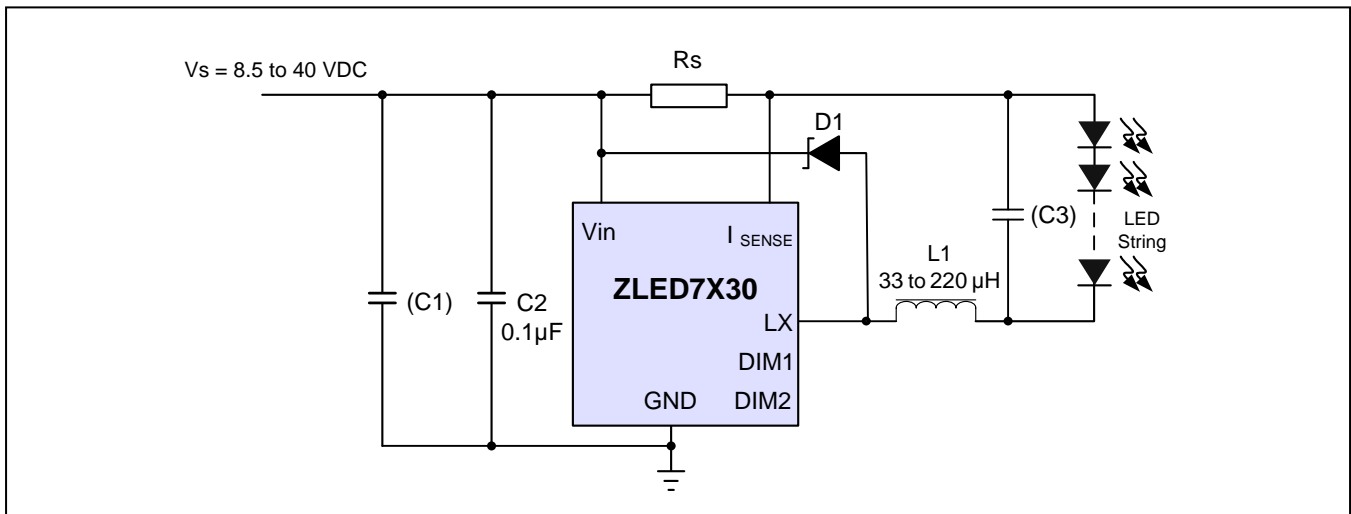 Vs = 8.5 to 40 VDC
Rs
D1
(C1)
C2
0.1µF
Vin
I SENSE
ZLED7X30
LX
DIM1
DIM2
GND
L1
33 to 220 µH
(C3)
LED
String